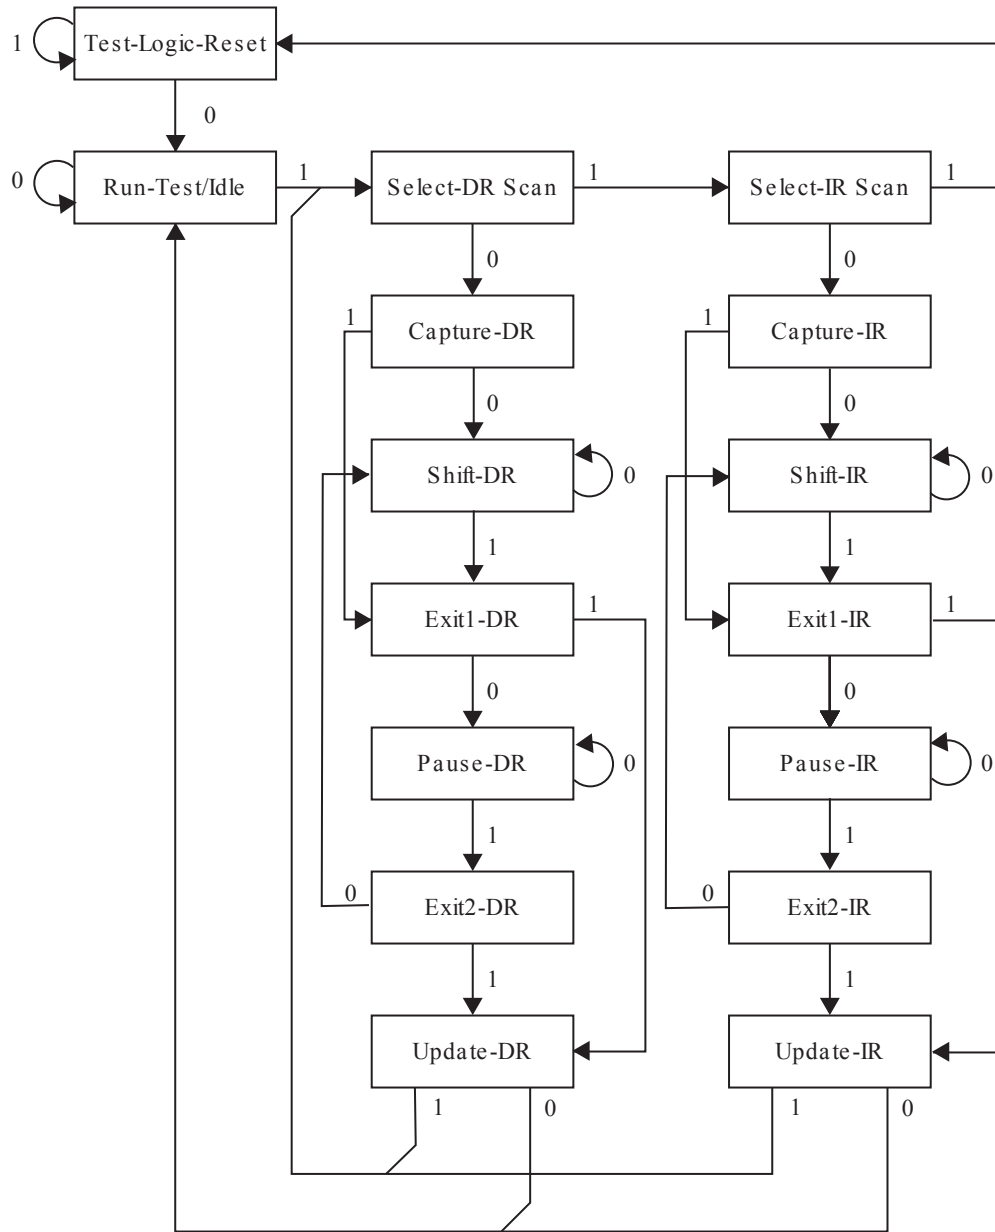 1 Test-Logic-Reset
0
0 Run-Test/Idle 1 Select-DR Scan 1 Select-IR Scan 1
0 0
1 Capture-DR 1 Capture-IR
0 0
Shift-DR 0 Shift-IR 0
1 1
Exit1-DR 1 Exit1-IR 1
0 0
Pause-DR 0 Pause-IR 0
1 1
0 Exit2-DR 0 Exit2-IR
1 1
Update-DR Update-IR
1 0 1 0